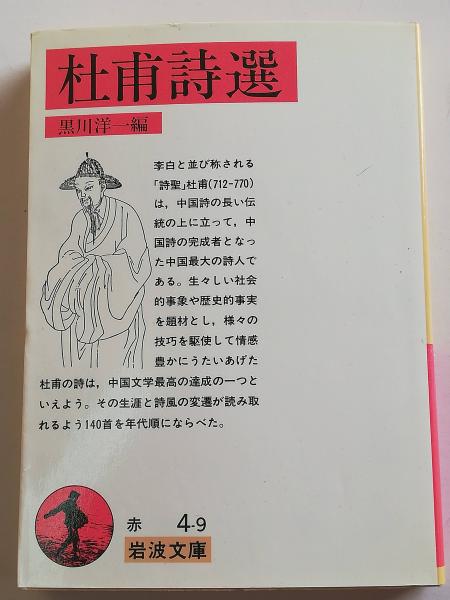 杜甫詩選
黒川洋一編
李白と並び称される
「詩聖」杜甫(712-770)
は，中国詩の長い伝
統の上に立って，中
国詩の完成者となっ
た中国最大の詩人で
ある。生々しい社会
的事象や歴史的事実
を題材とし，様々の
技巧を駆使して情感
豊かにうたいあげた
杜甫の詩は，中国文学最高の達成の一つと
いえよう。その生涯と詩風の変遷が読み取
れるよう140首を年代順にならべた。
赤 4-9
岩波文庫